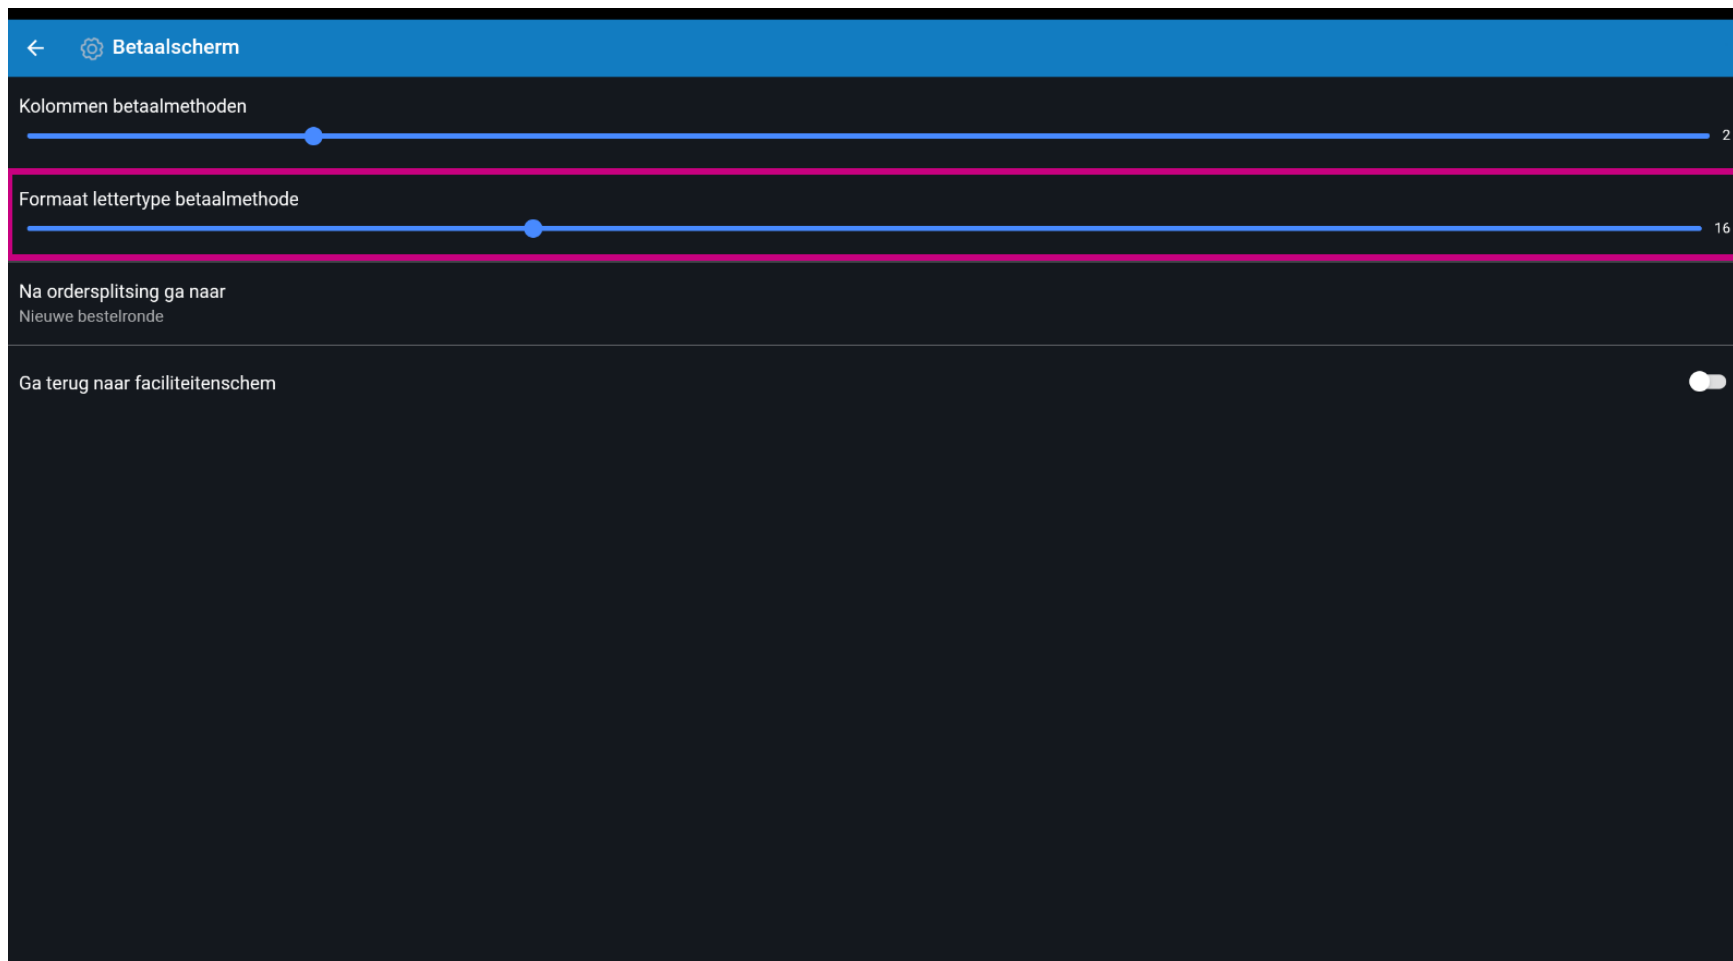 Betaalscherm
Kolommen betaalmethoden
2
Formaat lettertype betaalmethode
16
Na ordersplitsing ga naar
Nieuwe bestelronde
Ga terug naar faciliteitenschem